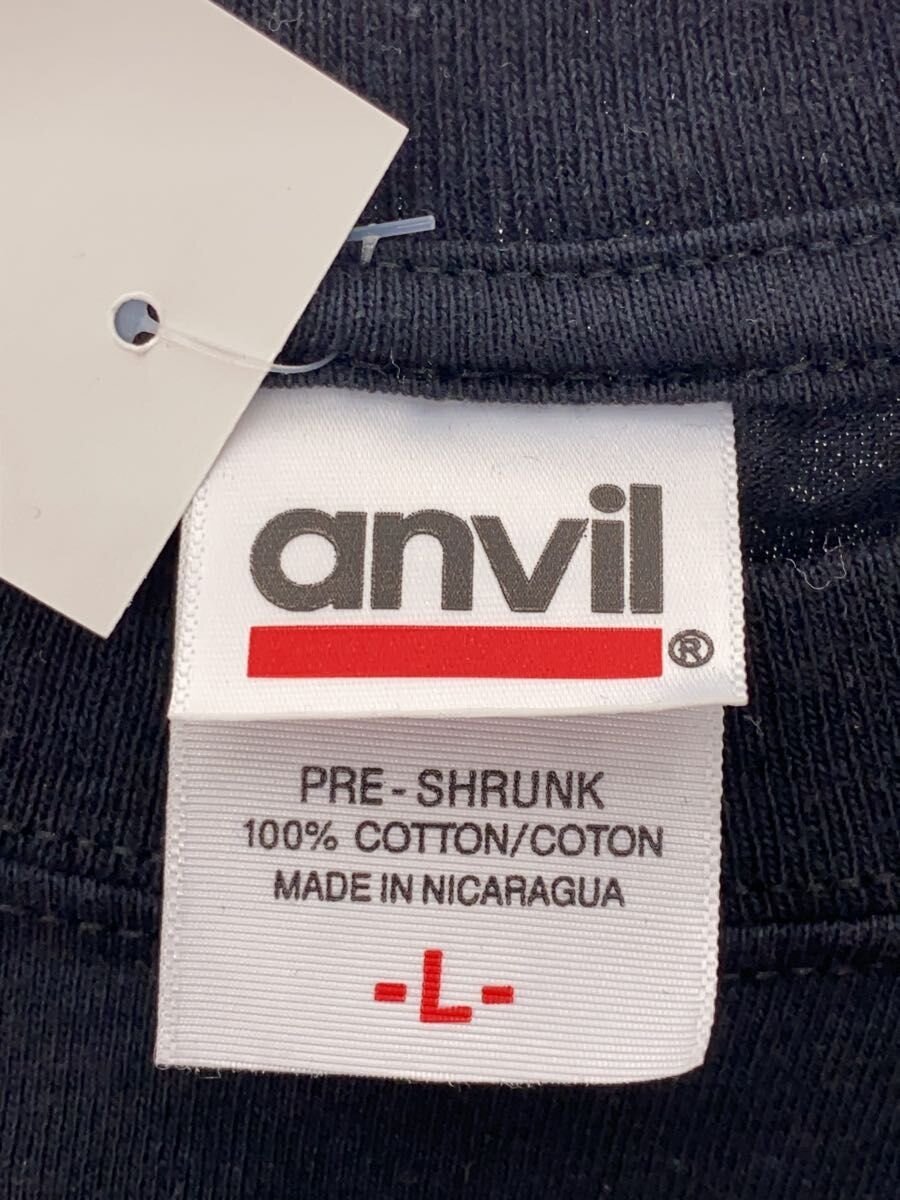 anvil
®
PRE-SHRUNK
100% COTTON/COTON
MADE IN NICARAGUA
-L-